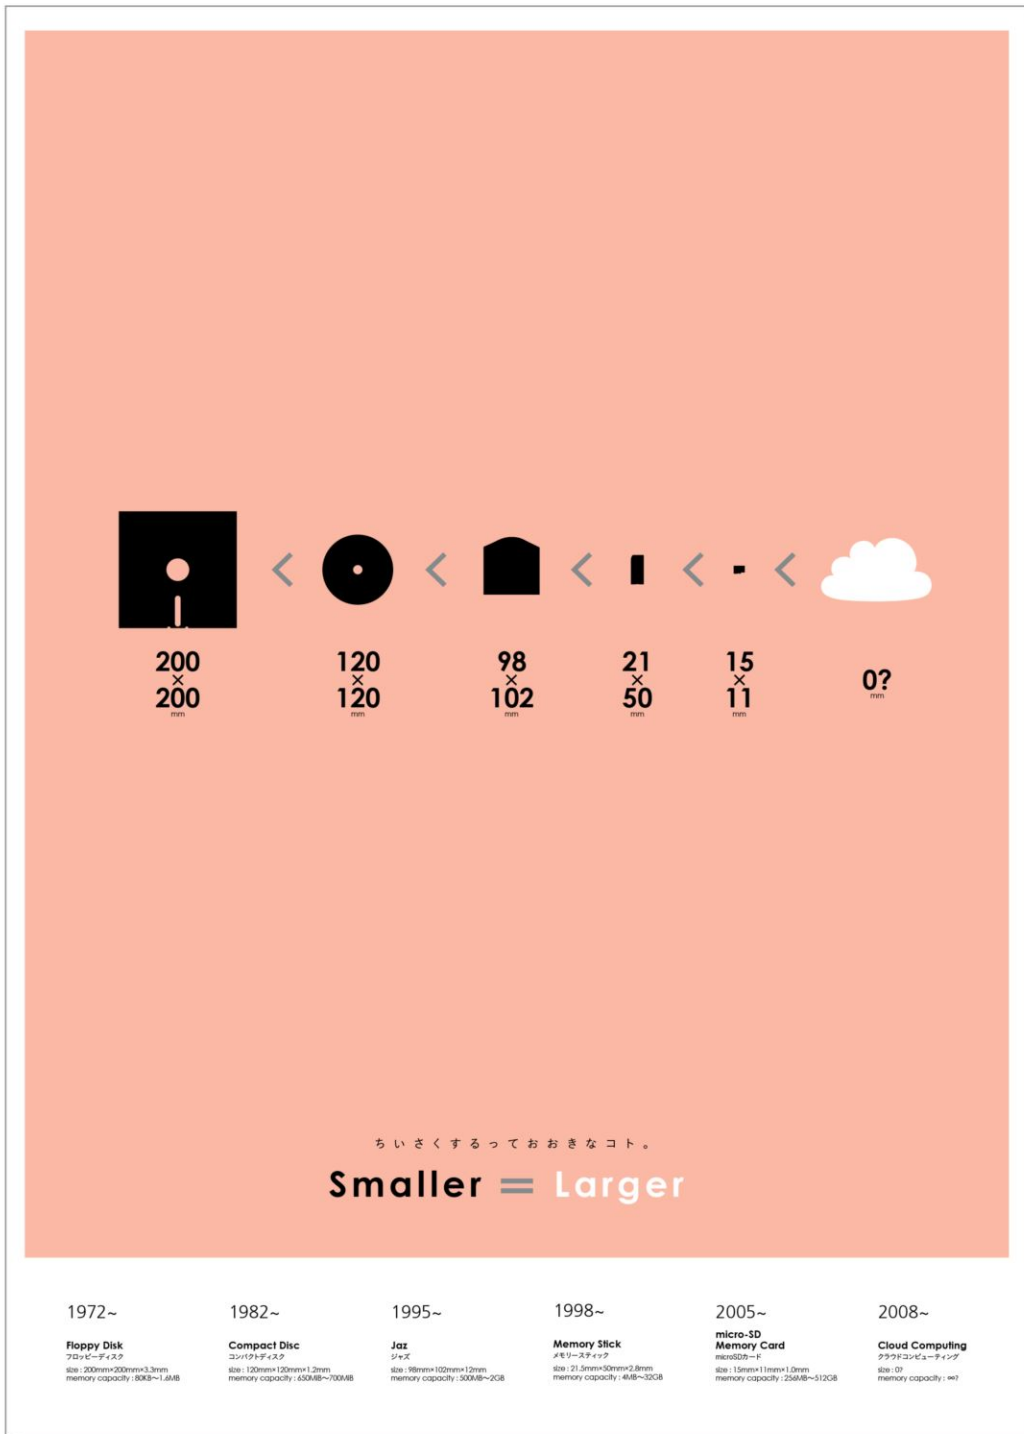 <
<
<
<
<
200
×
200
mm
120
×
120
mm
98
×
102
mm
21
×
50
mm
15
×
11
mm
0?
mm
ちいさくするっておおきなコト。
Smaller = Larger
1972~
Floppy Disk
フロッピーディスク
size : 200mm×200mm×3.3mm
memory capacity : 80KB〜1.6MB
1982~
Compact Disc
コンパクトディスク
size : 120mm×120mm×1.2mm
memory capacity : 650MiB〜700MiB
1995~
Jaz
ジャズ
size : 98mm×102mm×12mm
memory capacity : 500MB〜2GB
1998~
Memory Stick
メモリースティック
size : 21.5mm×50mm×2.8mm
memory capacity : 4MB〜32GB
2005~
micro-SD
Memory Card
microSDカード
size : 15mm×11mm×1.0mm
memory capacity : 256MB〜512GB
2008~
Cloud Computing
クラウドコンピューティング
size : 0?
memory capacity : ∞?